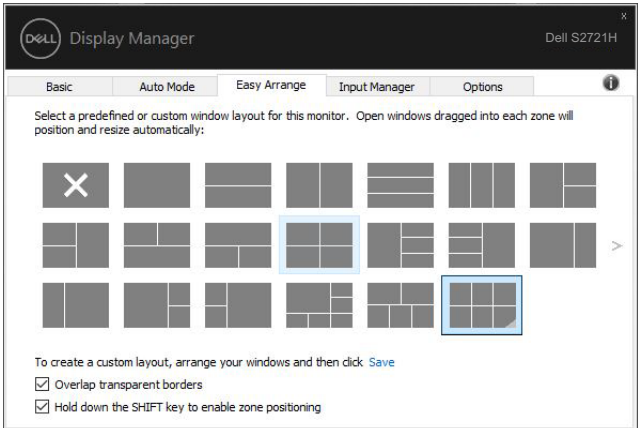 x
DELL Display Manager Dell S2721H
Basic Auto Mode Easy Arrange Input Manager Options i
Select a predefined or custom window layout for this monitor. Open windows dragged into each zone will
position and resize automatically:
>
To create a custom layout, arrange your windows and then click Save
Overlap transparent borders
Hold down the SHIFT key to enable zone positioning